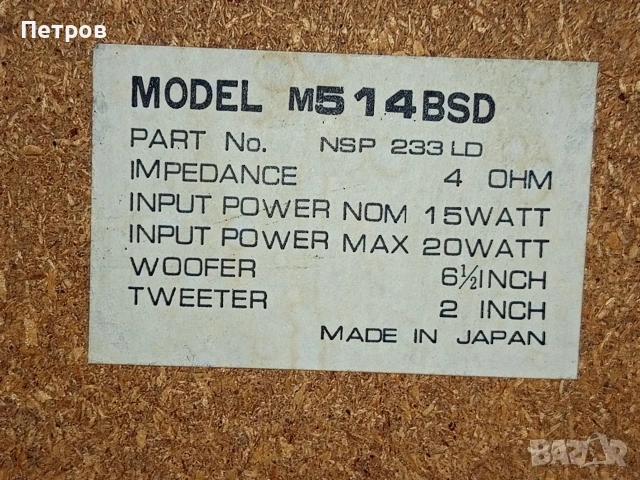 Петров
MODEL M514BSD
PART No. NSP 233 LD
IMPEDANCE 4 OHM
INPUT POWER NOM 15WATT
INPUT POWER MAX 20WATT
WOOFER 6½INCH
TWEETER 2 INCH
MADE IN JAPAN
BAZAR